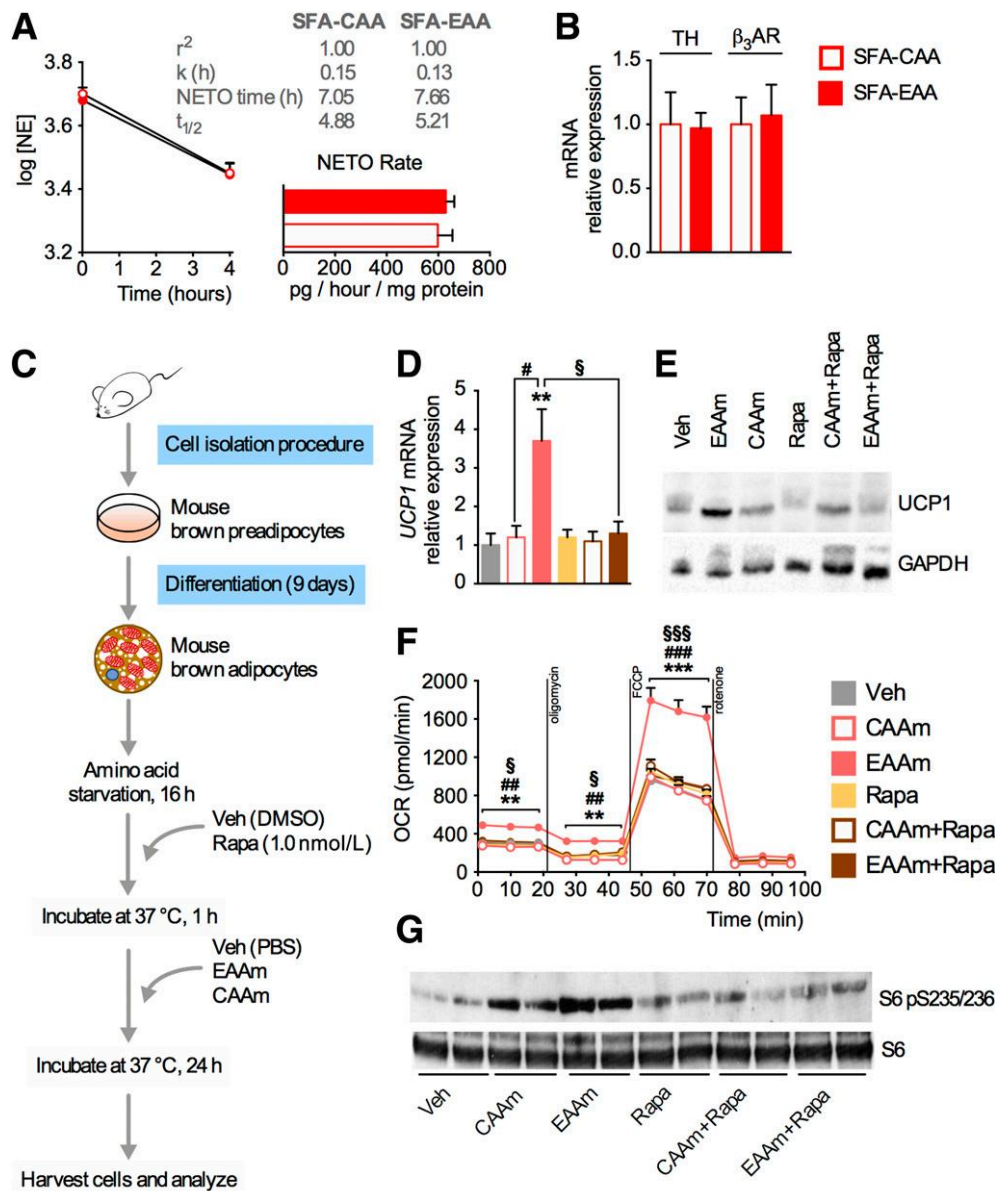 A
SFA-CAA SFA-EAA
r² 1.00 1.00
k (h) 0.15 0.13
NETO time (h) 7.05 7.66
t1/2 4.88 5.21
log [NE]
3.8
3.6
3.4
3.2
0 1 2 3 4
Time (hours)
NETO Rate
0 200 400 600 800
pg / hour / mg protein
B
TH β₃AR
mRNA
relative expression
1.5
1.0
0.5
0.0
SFA-CAA
SFA-EAA
C
Cell isolation procedure
Mouse
brown preadipocytes
Differentiation (9 days)
Mouse
brown adipocytes
Amino acid
starvation, 16 h
Veh (DMSO)
Rapa (1.0 nmol/L)
Incubate at 37 °C, 1 h
Veh (PBS)
EAAm
CAAm
Incubate at 37 °C, 24 h
Harvest cells and analyze
D
UCP1 mRNA
relative expression
5
4
3
2
1
0
# §
**
E
Veh EAAm CAAm Rapa CAAm+Rapa EAAm+Rapa
UCP1
GAPDH
F
OCR (pmol/min)
2000
1600
1200
800
400
0
0 10 20 30 40 50 60 70 80 90 100
Time (min)
oligomycin
FCCP
rotenone
§
##
**
§
##
**
§§§
###
***
Veh
CAAm
EAAm
Rapa
CAAm+Rapa
EAAm+Rapa
G
S6 pS235/236
S6
Veh CAAm EAAm Rapa CAAm+Rapa EAAm+Rapa